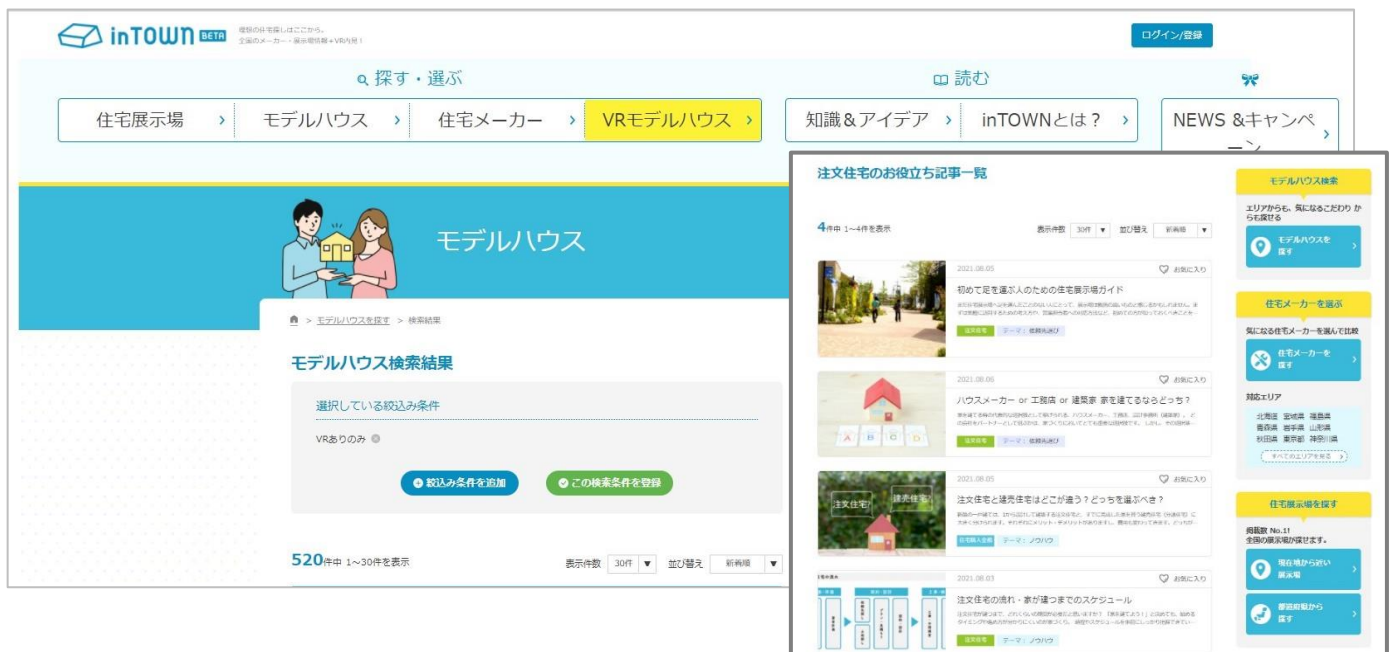 inTOWN BETA
理想の住宅探しはここから。
全国のメーカー・展示場情報+VR内見!
ログイン/登録
探す・選ぶ
読む
住宅展示場
モデルハウス
住宅メーカー
VRモデルハウス
知識&アイデア
inTOWNとは?
NEWS &キャンペ
ーン
モデルハウス
> モデルハウスを探す > 検索結果
モデルハウス検索結果
選択している絞込み条件
VRありのみ
絞込み条件を追加
この検索条件を登録
520件中 1~30件を表示
表示件数 30件 ▼ 並び替え 新着順 ▼
注文住宅のお役立ち記事一覧
4件中 1~4件を表示
表示件数 30件 ▼ 並び替え 新着順 ▼
2021.08.05
お気に入り
初めて足を運ぶ人のための住宅展示場ガイド
注文住宅
テーマ: 依頼先選び
A B C D
2021.08.06
お気に入り
ハウスメーカー or 工務店 or 建築家 家を建てるならどっち?
注文住宅
テーマ: 依頼先選び
注文住宅?
建売住宅?
2021.08.05
お気に入り
注文住宅と建売住宅はどこが違う?どっちを選ぶべき?
住宅購入全般
テーマ: ノウハウ
2021.08.03
お気に入り
注文住宅の流れ・家が建つまでのスケジュール
注文住宅
テーマ: ノウハウ
モデルハウス検索
エリアからも、気になるこだわり か
らも探せる
モデルハウスを
探す
住宅メーカーを選ぶ
気になる住宅メーカーを選んで比較
住宅メーカーを
探す
対応エリア
北海道 宮城県 福島県
青森県 岩手県 山形県
秋田県 東京都 神奈川県
すべてのエリアを見る
住宅展示場を探す
掲載数 No.1!
全国の展示場が探せます。
現在地から近い
展示場
都道府県から
探す